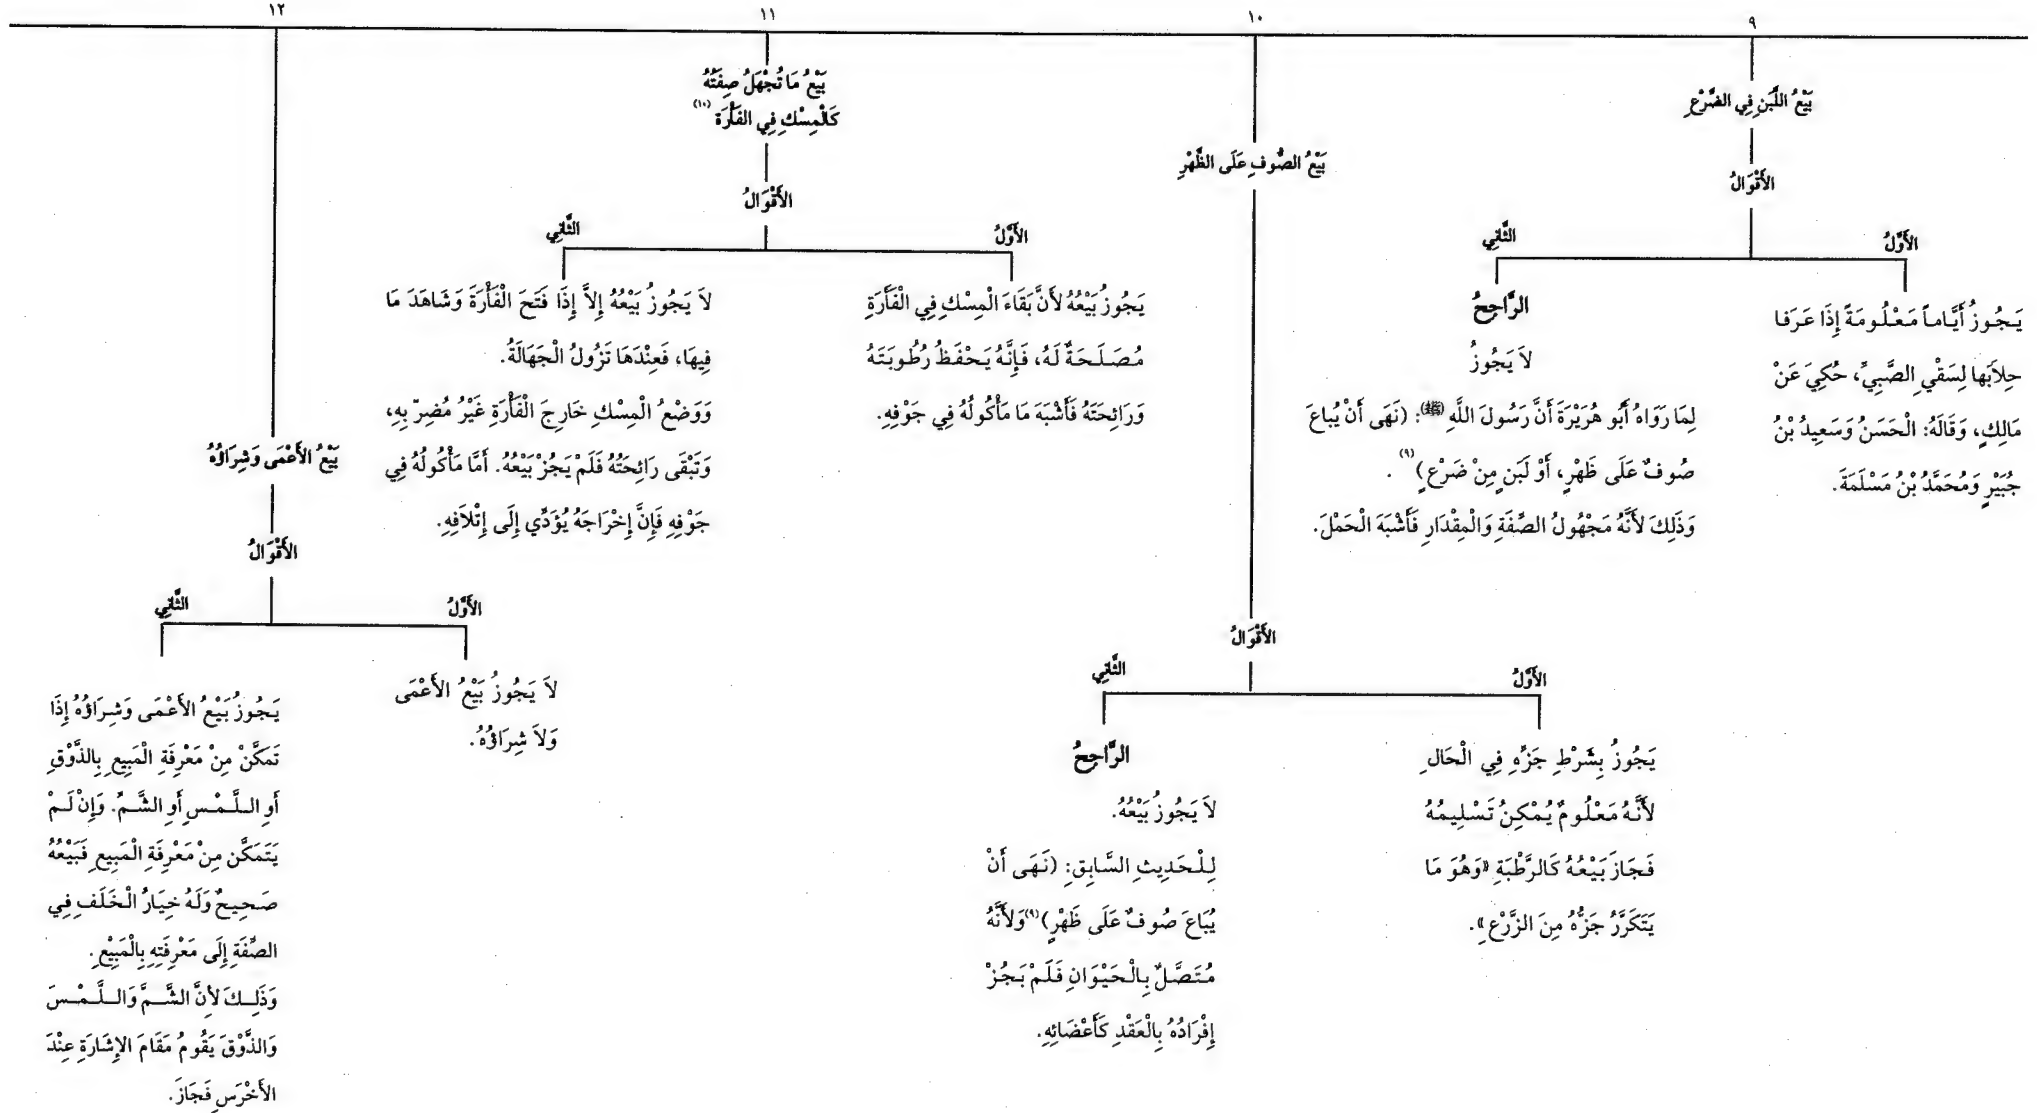 ٩
بَيْعُ اللَّبَنِ فِي الضَّرْعِ
الأَقْوَالُ
الأَوَّلُ
يَجُوزُ أَيَّاماً مَعْلُومَةً إِذَا عَرَفا
حِلاَبَها لِسَقْيِ الصَّبِيِّ، حُكِيَ عَنْ
مَالِكٍ، وَقَالَهُ: الْحَسَنُ وَسَعِيدُ بْنُ
جُبَيْرٍ وَمُحَمَّدُ بْنُ مَسْلَمَةَ.
الثَّانِي
الرَّاجِحُ
لاَ يَجُوزُ
لِمَا رَوَاهُ أَبُو هُرَيْرَةَ أَنَّ رَسُولَ اللَّهِ (ﷺ): (نَهَى أَنْ يُباعَ
صُوفٌ عَلَى ظَهْرٍ، أَوْ لَبَنٍ مِنْ ضَرْعٍ) (٩) .
وَذَلِكَ لأَنَّهُ مَجْهُولُ الصِّفَةِ وَالْمِقْدَارِ فَأَشْبَهَ الْحَمْلَ.
١٠
بَيْعُ الصُّوفِ عَلَى الظَّهْرِ
الأَقْوَالُ
الأَوَّلُ
يَجُوزُ بِشَرْطِ جَزِّهِ فِي الْحَالِ
لأَنَّهُ مَعْلُومٌ يُمْكِنُ تَسْلِيمُهُ
فَجَازَ بَيْعُهُ كَالرَّطْبَةِ «وَهُوَ مَا
يَتَكَرَّرُ جَزُّهُ مِنَ الزَّرْعِ».
الثَّانِي
الرَّاجِحُ
لاَ يَجُوزُ بَيْعُهُ.
لِلْحَدِيثِ السَّابِقِ: (نَهَى أَنْ
يُبَاعَ صُوفٌ عَلَى ظَهْرٍ)(٩) وَلأَنَّهُ
مُتَصِّلٌ بِالْحَيْوَانِ فَلَمْ يَجُزْ
إِفْرَادُهُ بِالْعَقْدِ كَأَعْضَائِهِ.
١١
بَيْعُ مَا تُجْهَلُ صِفَتُهُ
كَالْمِسْكِ فِي الفَأْرَة (١٠)
الأَقْوَالُ
الأَوَّلُ
يَجُوزُ بَيْعُهُ لأَنَّ بَقَاءَ الْمِسْكِ فِي الْفَأْرَةِ
مُصَلَحَةٌ لَهُ، فَإِنَّهُ يَحْفَظُ رُطُوبَتَهُ
وَرَائِحَتَهُ فَأَشْبَهَ مَا مَأْكُولُهُ فِي جَوْفِهِ.
الثَّانِي
لاَ يَجُوزُ بَيْعُهُ إِلاَّ إِذَا فَتَحَ الْفَأْرَةَ وَشَاهَدَ مَا
فِيهَا، فَعِنْدَهَا تَزُولُ الْجَهَالَةُ.
وَوَضْعُ الْمِسْكِ خَارِجَ الْفَأْرَةِ غَيْرُ مُضِرّ بِهِ،
وَتَبْقَى رَائِحَتُهُ فَلَمْ يَجُزْ بَيْعُهُ. أَمَّا مَأْكُولُهُ فِي
جَوْفِهِ فَإِنَّ إِخْرَاجَهُ يُؤَدِّي إِلَى إِتْلاَفِهِ.
١٢
بَيْعُ الأَعْمَى وَشِرَاؤُهُ
الأَقْوَالُ
الأَوَّلُ
لاَ يَجُوزُ بَيْعُ الأَعْمَى
وَلاَ شِرَاؤُهُ.
الثَّانِي
يَجُوزُ بَيْعُ الأَعْمَى وَشِرَاؤُهُ إِذَا
تَمَكَّنَ مِنْ مَعْرِفَةِ الْمَبِيعِ بِالذَّوْقِ
أَوِ اللَّمْسِ أَوِ الشَّمِّ. وَإِنْ لَمْ
يَتَمَكَّن مِنْ مَعْرِفَةِ الْمَبِيعِ فَبَيْعُهُ
صَحِيحٌ وَلَهُ خِيَارُ الْخَلَفِ فِي
الصِّفَةِ إِلَى مَعْرِفَتِهِ بِالْمَبِيْعِ.
وَذَلِكَ لأَنَّ الشَّمَّ وَاللَّمْسَ
وَالذَّوْقَ يَقُومُ مَقَامَ الإِشَارَةِ عِنْدَ
الأَخْرَسِ فَجَازَ.